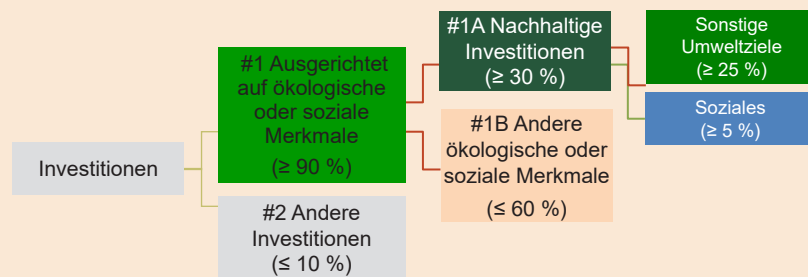 Investitionen
#1 Ausgerichtet
auf ökologische
oder soziale
Merkmale
(≥ 90 %)
#2 Andere
Investitionen
(≤ 10 %)
#1A Nachhaltige
Investitionen
(≥ 30 %)
#1B Andere
ökologische oder
soziale Merkmale
(≤ 60 %)
Sonstige
Umweltziele
(≥ 25 %)
Soziales
(≥ 5 %)